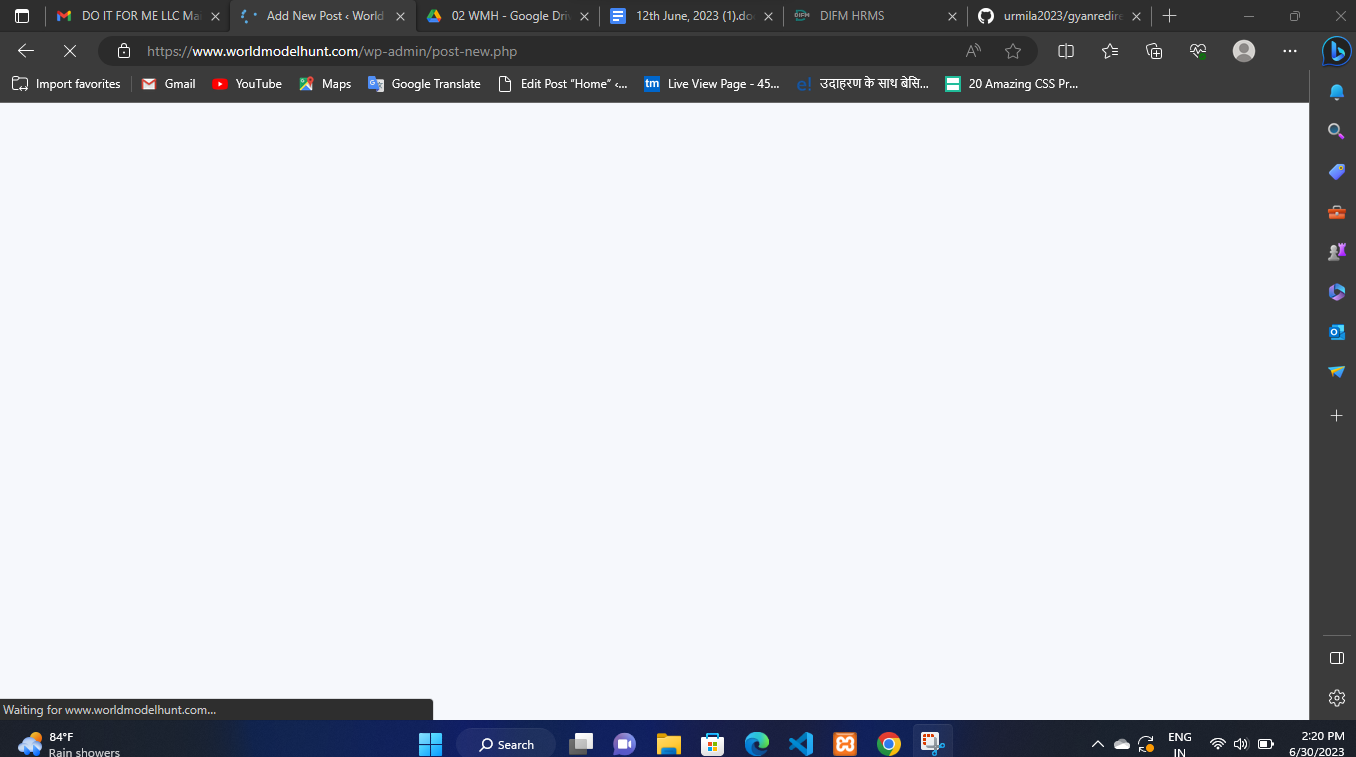 DO IT FOR ME LLC Mai
Add New Post ‹ World
02 WMH - Google Driv
12th June, 2023 (1).do
DIFM HRMS
urmila2023/gyanredire
https://www.worldmodelhunt.com/wp-admin/post-new.php
Import favorites
Gmail
YouTube
Maps
Google Translate
Edit Post “Home” ‹...
tm Live View Page - 45...
e! उदाहरण के साथ बेसि...
20 Amazing CSS Pr...
Waiting for www.worldmodelhunt.com...
84°F
Rain showers
Search
ENG
IN
2:20 PM
6/30/2023